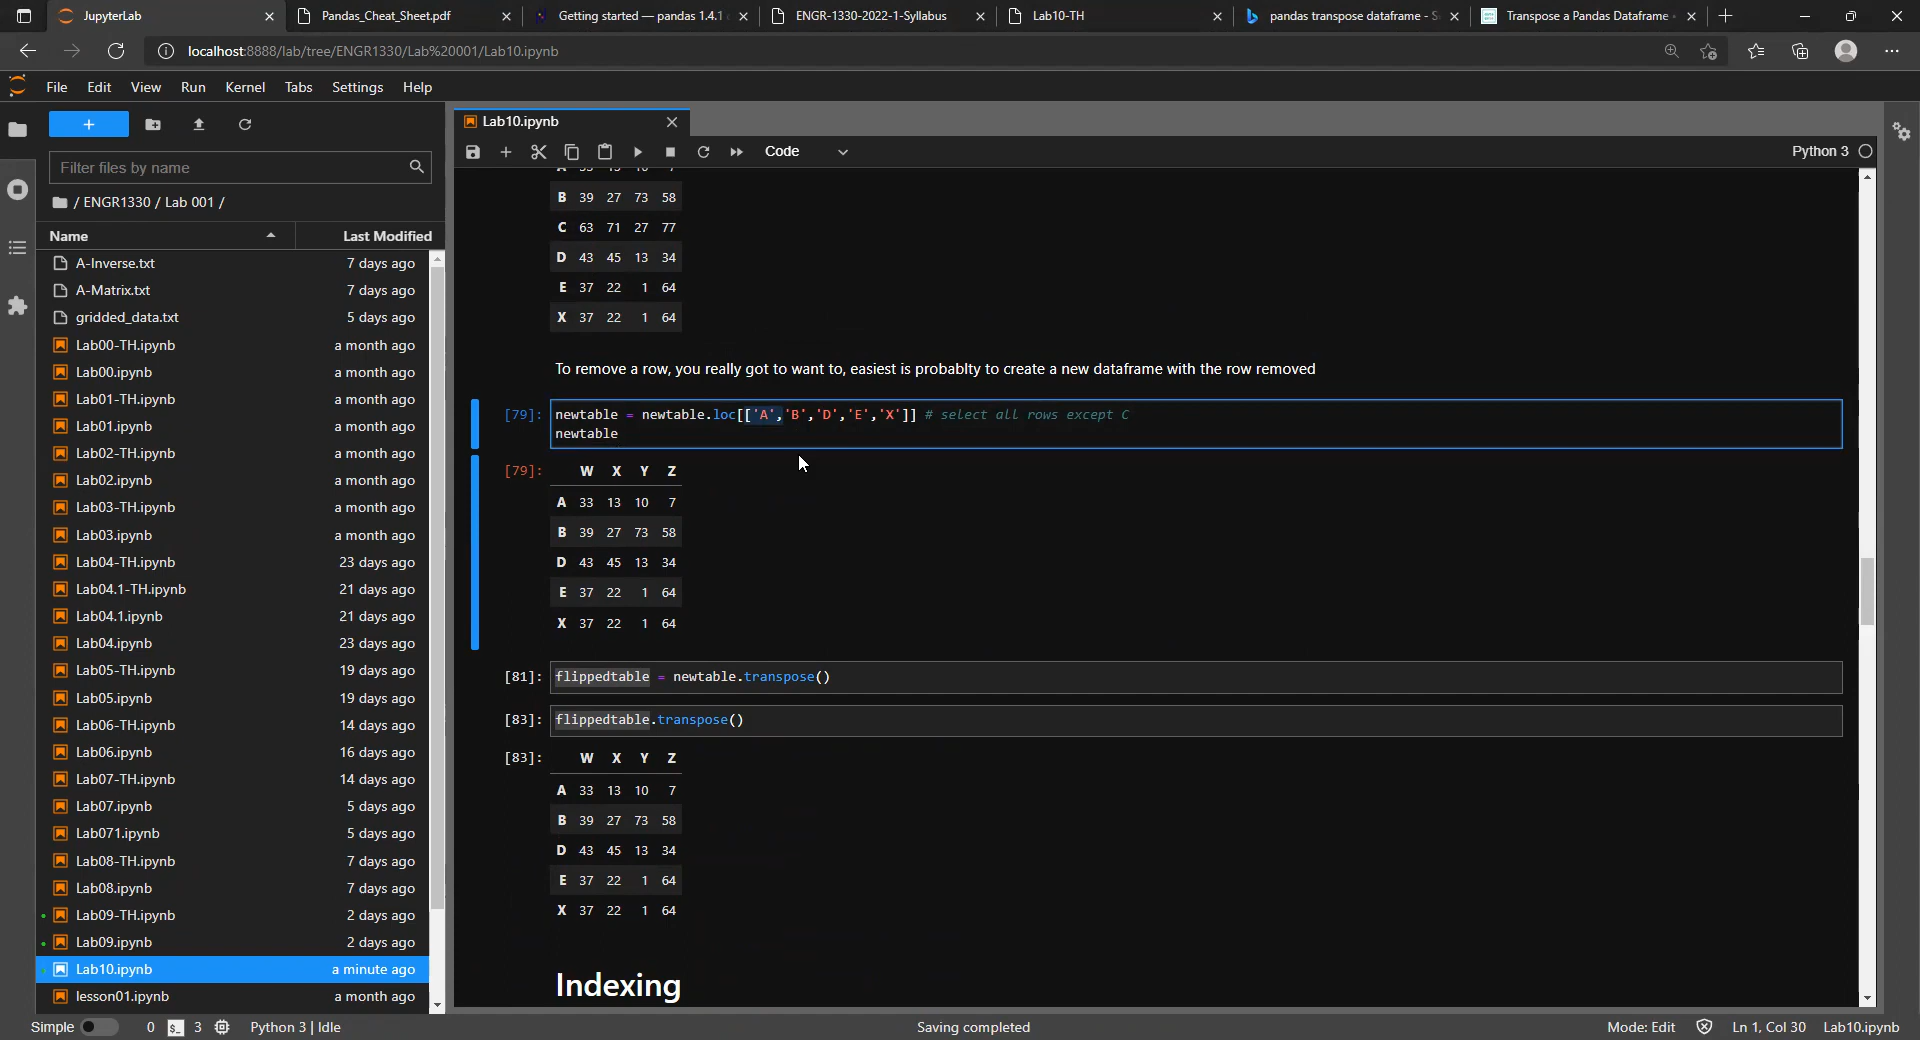 JupyterLab
Pandas_Cheat_Sheet.pdf
Getting started — pandas 1.4.1
ENGR-1330-2022-1-Syllabus
Lab10-TH
pandas transpose dataframe - S
Transpose a Pandas Dataframe
localhost:8888/lab/tree/ENGR1330/Lab%20001/Lab10.ipynb
File Edit View Run Kernel Tabs Settings Help
Filter files by name
/ ENGR1330 / Lab 001 /
Name Last Modified
A-Inverse.txt 7 days ago
A-Matrix.txt 7 days ago
gridded_data.txt 5 days ago
Lab00-TH.ipynb a month ago
Lab00.ipynb a month ago
Lab01-TH.ipynb a month ago
Lab01.ipynb a month ago
Lab02-TH.ipynb a month ago
Lab02.ipynb a month ago
Lab03-TH.ipynb a month ago
Lab03.ipynb a month ago
Lab04-TH.ipynb 23 days ago
Lab04.1-TH.ipynb 21 days ago
Lab04.1.ipynb 21 days ago
Lab04.ipynb 23 days ago
Lab05-TH.ipynb 19 days ago
Lab05.ipynb 19 days ago
Lab06-TH.ipynb 14 days ago
Lab06.ipynb 16 days ago
Lab07-TH.ipynb 14 days ago
Lab07.ipynb 5 days ago
Lab071.ipynb 5 days ago
Lab08-TH.ipynb 7 days ago
Lab08.ipynb 7 days ago
Lab09-TH.ipynb 2 days ago
Lab09.ipynb 2 days ago
Lab10.ipynb a minute ago
lesson01.ipynb a month ago
Lab10.ipynb
Code
Python 3
B 39 27 73 58
C 63 71 27 77
D 43 45 13 34
E 37 22 1 64
X 37 22 1 64
To remove a row, you really got to want to, easiest is probablty to create a new dataframe with the row removed
[79]: newtable = newtable.loc[['A','B','D','E','X']] # select all rows except C
newtable
[79]: W X Y Z
A 33 13 10 7
B 39 27 73 58
D 43 45 13 34
E 37 22 1 64
X 37 22 1 64
[81]: flippedtable = newtable.transpose()
[83]: flippedtable.transpose()
[83]: W X Y Z
A 33 13 10 7
B 39 27 73 58
D 43 45 13 34
E 37 22 1 64
X 37 22 1 64
Indexing
Simple 0 3 Python 3 | Idle Saving completed Mode: Edit Ln 1, Col 30 Lab10.ipynb